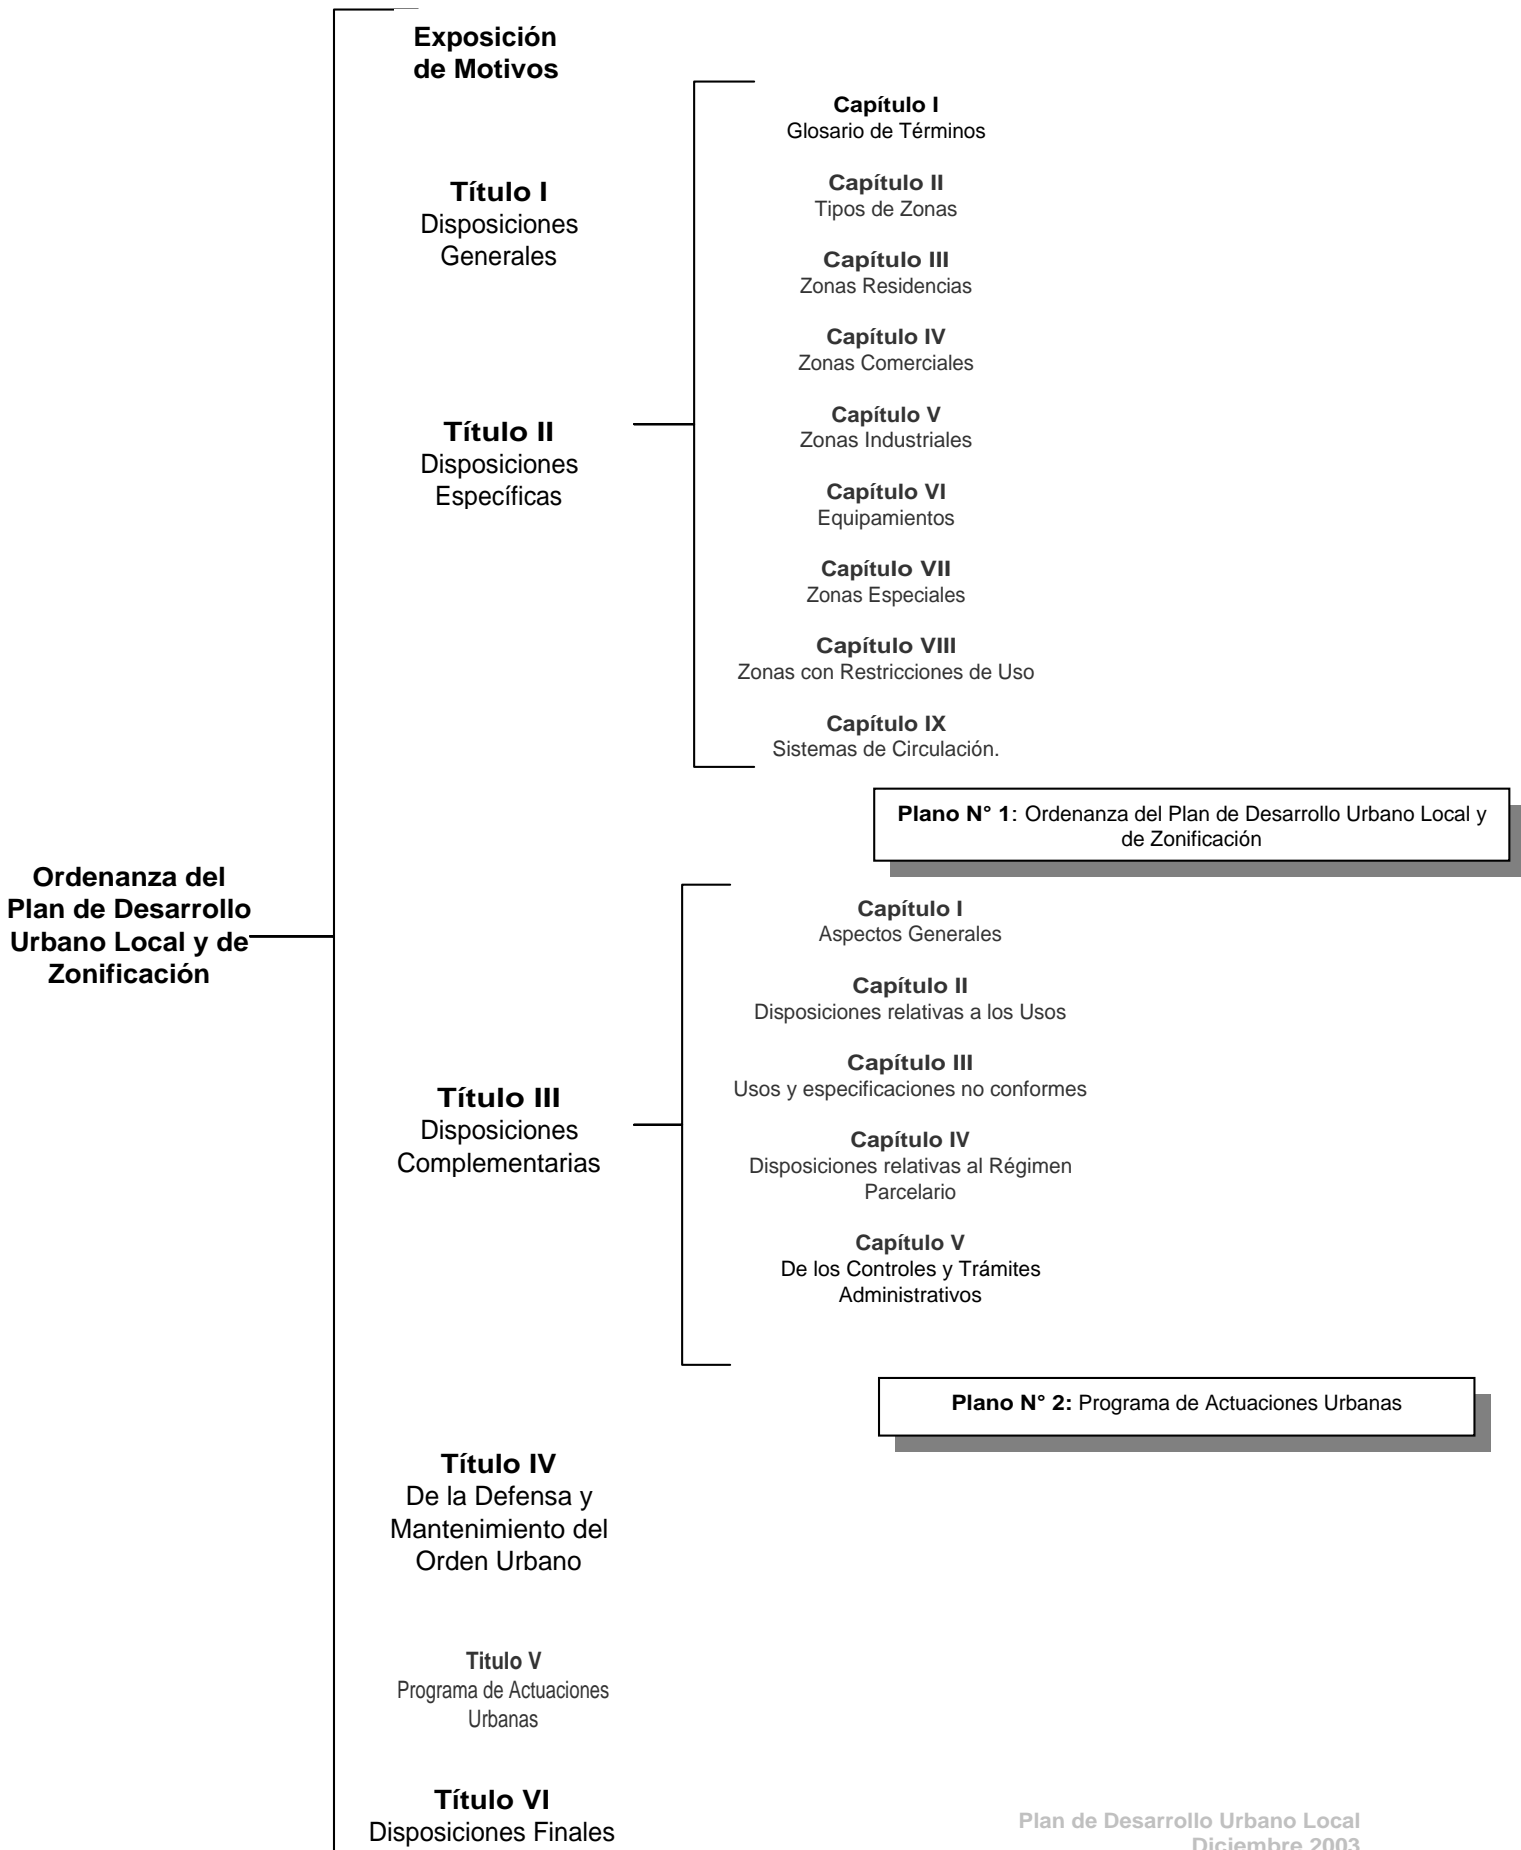 Exposición
de Motivos
Capítulo I
Glosario de Términos
Título I
Disposiciones
Generales
Capítulo II
Tipos de Zonas
Capítulo III
Zonas Residencias
Capítulo IV
Zonas Comerciales
Título II
Disposiciones
Específicas
Capítulo V
Zonas Industriales
Capítulo VI
Equipamientos
Capítulo VII
Zonas Especiales
Capítulo VIII
Zonas con Restricciones de Uso
Capítulo IX
Sistemas de Circulación.
Plano N° 1: Ordenanza del Plan de Desarrollo Urbano Local y
de Zonificación
Ordenanza del
Plan de Desarrollo
Urbano Local y de
Zonificación
Capítulo I
Aspectos Generales
Capítulo II
Disposiciones relativas a los Usos
Capítulo III
Usos y especificaciones no conformes
Título III
Disposiciones
Complementarias
Capítulo IV
Disposiciones relativas al Régimen
Parcelario
Capítulo V
De los Controles y Trámites
Administrativos
Plano N° 2: Programa de Actuaciones Urbanas
Título IV
De la Defensa y
Mantenimiento del
Orden Urbano
Titulo V
Programa de Actuaciones
Urbanas
Título VI
Disposiciones Finales
Plan de Desarrollo Urbano Local
Diciembre 2003